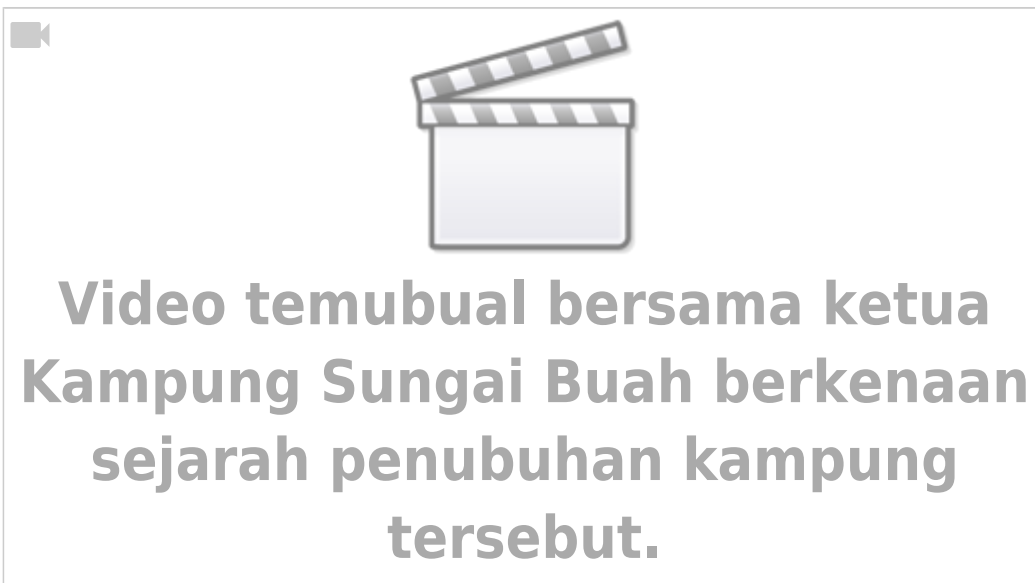 Video temubual bersama ketua
Kampung Sungai Buah berkenaan
sejarah penubuhan kampung
tersebut.